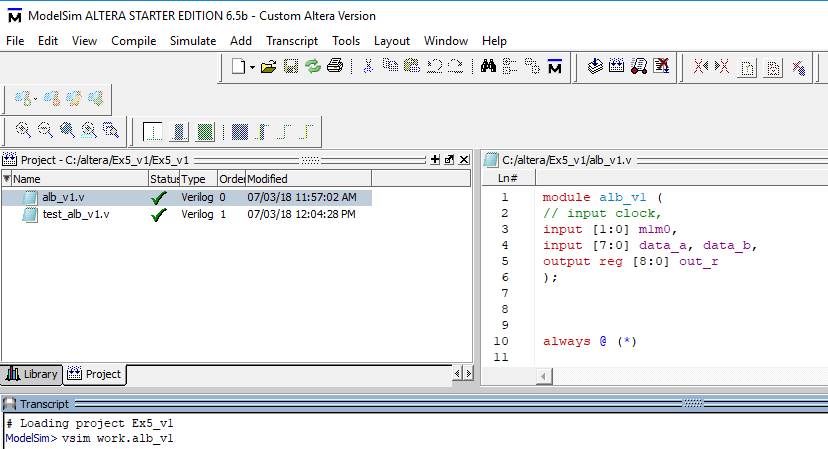 ModelSim ALTERA STARTER EDITION 6.5b - Custom Altera Version
File Edit View Compile Simulate Add Transcript Tools Layout Window Help
Project - C:/altera/Ex5_v1/Ex5_v1
Name Status Type Order Modified
alb_v1.v Verilog 0 07/03/18 11:57:02 AM
test_alb_v1.v Verilog 1 07/03/18 12:04:28 PM
Library Project
C:/altera/Ex5_v1/alb_v1.v
Ln#
1 module alb_v1 (
2 // input clock,
3 input [1:0] m1m0,
4 input [7:0] data_a, data_b,
5 output reg [8:0] out_r
6 );
7
8
9
10 always @ (*)
11
Transcript
# Loading project Ex5_v1
ModelSim> vsim work.alb_v1